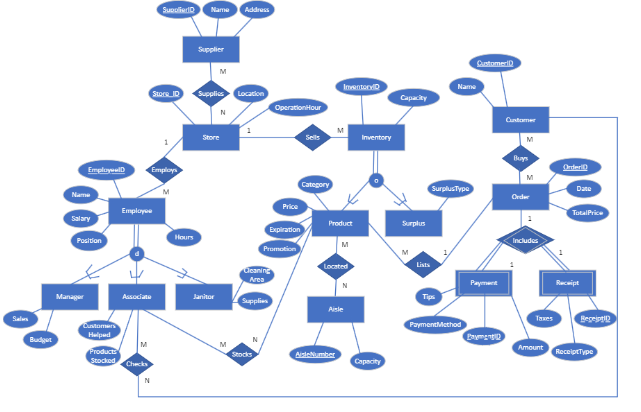 SupplierID
Name
Address
Supplier
M
Supplies
N
Store_ID
Location
OperationHour
Store
1
Sells
M
InventoryID
Capacity
Inventory
CustomerID
Name
Customer
M
Buys
M
OrderID
Date
TotalPrice
Order
1
Employs
M
EmployeeID
Name
Salary
Position
Employee
Hours
d
o
Category
Price
Expiration
Promotion
Product
SurplusType
Surplus
M
Lists
1
1
Includes
1
1
M
Located
N
Aisle
AisleNumber
Capacity
Manager
Associate
Janitor
Cleaning
Area
Supplies
Sales
Budget
Customers
Helped
Products
Stocked
M
Checks
N
M
Stocks
N
Payment
Receipt
Tips
PaymentMethod
PaymentID
Amount
Taxes
ReceiptID
ReceiptType